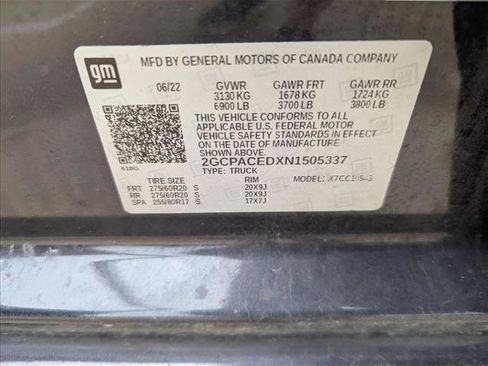 gm
MFD BY GENERAL MOTORS OF CANADA COMPANY
06/22 GVWR GAWR FRT GAWR RR
3130 KG 1678 KG 1724 KG
6900 LB 3700 LB 3800 LB
THIS VEHICLE CONFORMS TO ALL
APPLICABLE U.S. FEDERAL MOTOR
VEHICLE SAFETY STANDARDS IN EFFECT
ON THE DATE OF MANUFACTURE
SHOWN ABOVE.
2GCPACEDXN1505337
61BG TYPE: TRUCK MODEL:
TIRE SIZE RIM
FRT 275/60R20 S 20X9J
RR 275/60R20 S 20X9J
SPA 255/80R17 S 17X7J